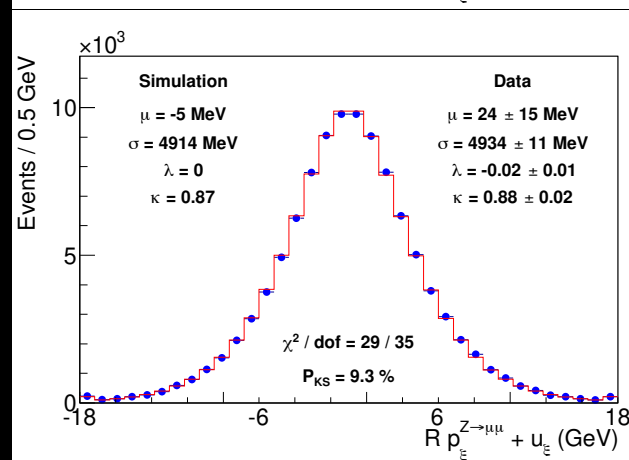 ×10³
Events / 0.5 GeV
Simulation
μ = -5 MeV
σ = 4914 MeV
λ = 0
κ = 0.87
Data
μ = 24 ± 15 MeV
σ = 4934 ± 11 MeV
λ = -0.02 ± 0.01
κ = 0.88 ± 0.02
10
5
0
χ² / dof = 29 / 35
P_KS = 9.3 %
-18 -6 6 18
R p_ξ^{Z→μμ} + u_ξ (GeV)